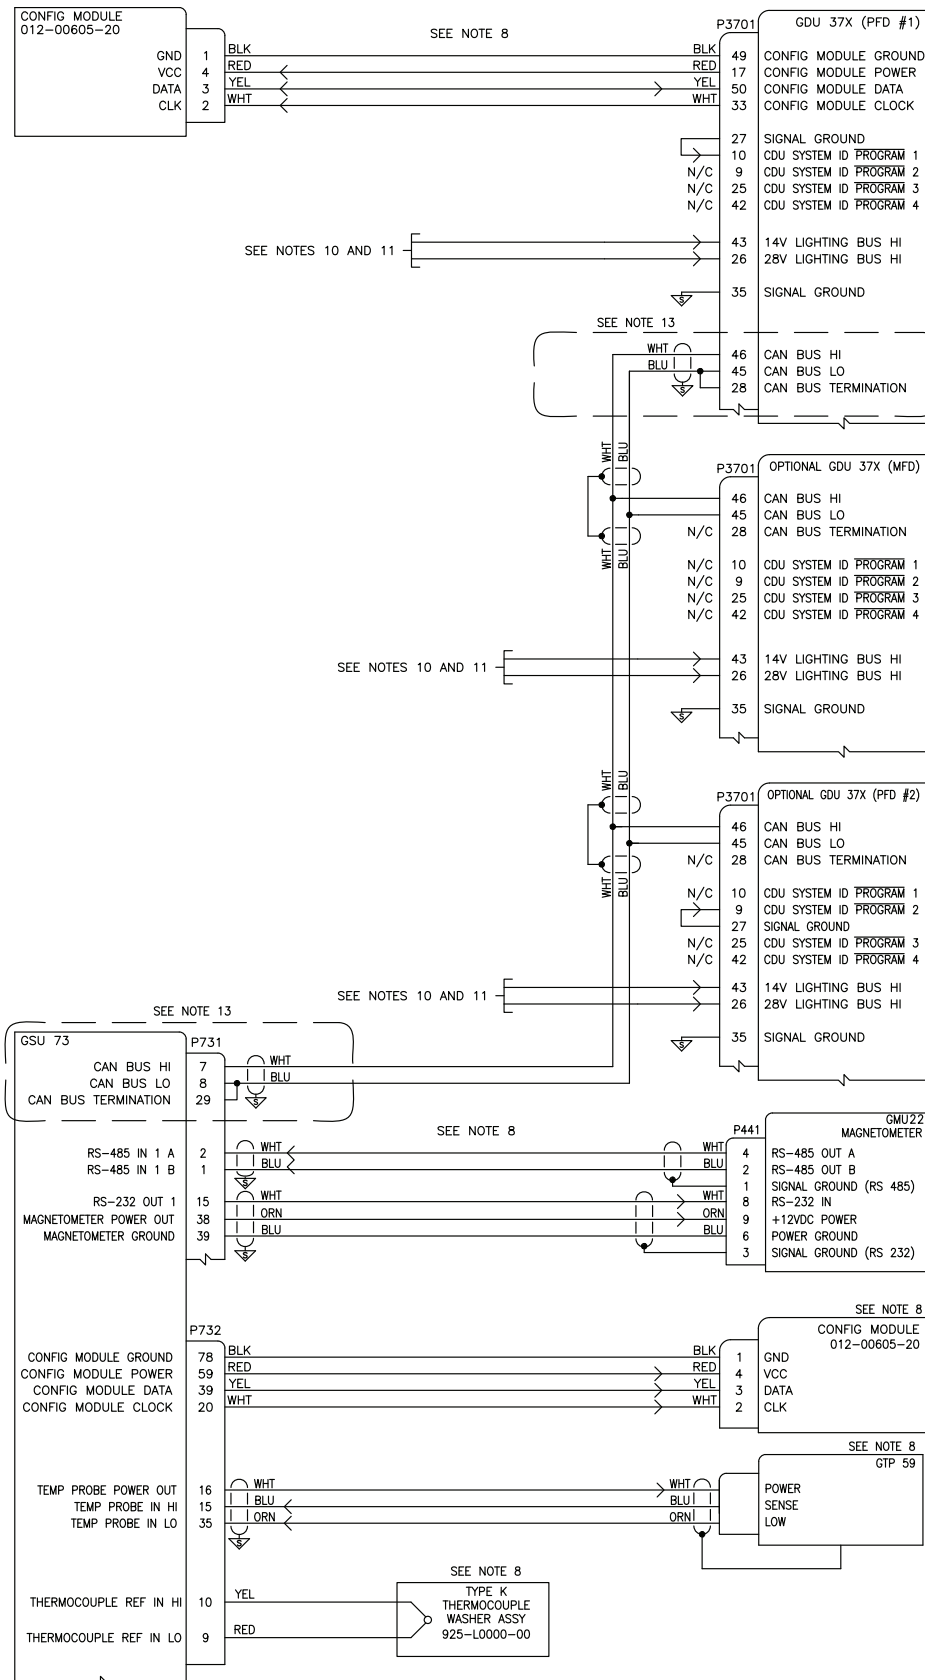 CONFIG MODULE
012-00605-20
GND 1 BLK
VCC 4 RED
DATA 3 YEL
CLK 2 WHT
SEE NOTE 8
P3701
GDU 37X (PFD #1)
BLK 49 CONFIG MODULE GROUND
RED 17 CONFIG MODULE POWER
YEL 50 CONFIG MODULE DATA
WHT 33 CONFIG MODULE CLOCK
27 SIGNAL GROUND
10 CDU SYSTEM ID PROGRAM 1
N/C 9 CDU SYSTEM ID PROGRAM 2
N/C 25 CDU SYSTEM ID PROGRAM 3
N/C 42 CDU SYSTEM ID PROGRAM 4
SEE NOTES 10 AND 11
43 14V LIGHTING BUS HI
26 28V LIGHTING BUS HI
S 35 SIGNAL GROUND
SEE NOTE 13
WHT 46 CAN BUS HI
BLU 45 CAN BUS LO
S 28 CAN BUS TERMINATION
WHT BLU
P3701
OPTIONAL GDU 37X (MFD)
46 CAN BUS HI
45 CAN BUS LO
N/C 28 CAN BUS TERMINATION
WHT BLU
N/C 10 CDU SYSTEM ID PROGRAM 1
N/C 9 CDU SYSTEM ID PROGRAM 2
N/C 25 CDU SYSTEM ID PROGRAM 3
N/C 42 CDU SYSTEM ID PROGRAM 4
SEE NOTES 10 AND 11
43 14V LIGHTING BUS HI
26 28V LIGHTING BUS HI
S 35 SIGNAL GROUND
WHT BLU
P3701
OPTIONAL GDU 37X (PFD #2)
46 CAN BUS HI
45 CAN BUS LO
N/C 28 CAN BUS TERMINATION
WHT BLU
N/C 10 CDU SYSTEM ID PROGRAM 1
9 CDU SYSTEM ID PROGRAM 2
27 SIGNAL GROUND
N/C 25 CDU SYSTEM ID PROGRAM 3
N/C 42 CDU SYSTEM ID PROGRAM 4
SEE NOTES 10 AND 11
43 14V LIGHTING BUS HI
26 28V LIGHTING BUS HI
S 35 SIGNAL GROUND
SEE NOTE 13
GSU 73
P731
CAN BUS HI 7 WHT
CAN BUS LO 8 BLU
CAN BUS TERMINATION 29 S
SEE NOTE 8
RS-485 IN 1 A 2 WHT
RS-485 IN 1 B 1 BLU
S
RS-232 OUT 1 15 WHT
MAGNETOMETER POWER OUT 38 ORN
MAGNETOMETER GROUND 39 BLU
S
P441
GMU22
MAGNETOMETER
WHT 4 RS-485 OUT A
BLU 2 RS-485 OUT B
1 SIGNAL GROUND (RS 485)
WHT 8 RS-232 IN
ORN 9 +12VDC POWER
BLU 6 POWER GROUND
3 SIGNAL GROUND (RS 232)
P732
CONFIG MODULE GROUND 78 BLK
CONFIG MODULE POWER 59 RED
CONFIG MODULE DATA 39 YEL
CONFIG MODULE CLOCK 20 WHT
SEE NOTE 8
CONFIG MODULE
012-00605-20
BLK 1 GND
RED 4 VCC
YEL 3 DATA
WHT 2 CLK
TEMP PROBE POWER OUT 16 WHT
TEMP PROBE IN HI 15 BLU
TEMP PROBE IN LO 35 ORN
S
SEE NOTE 8
GTP 59
WHT POWER
BLU SENSE
ORN LOW
SEE NOTE 8
TYPE K
THERMOCOUPLE
WASHER ASSY
925-L0000-00
THERMOCOUPLE REF IN HI 10 YEL
THERMOCOUPLE REF IN LO 9 RED